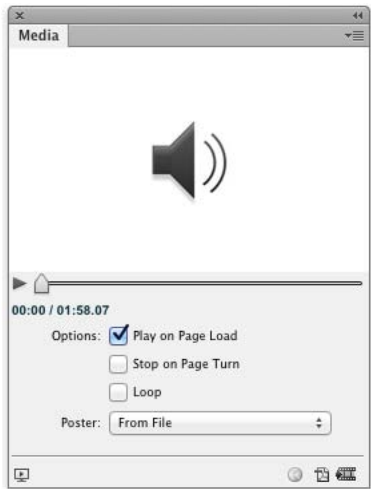 Media
00:00 / 01:58.07
Options: Play on Page Load
Stop on Page Turn
Loop
Poster: From File